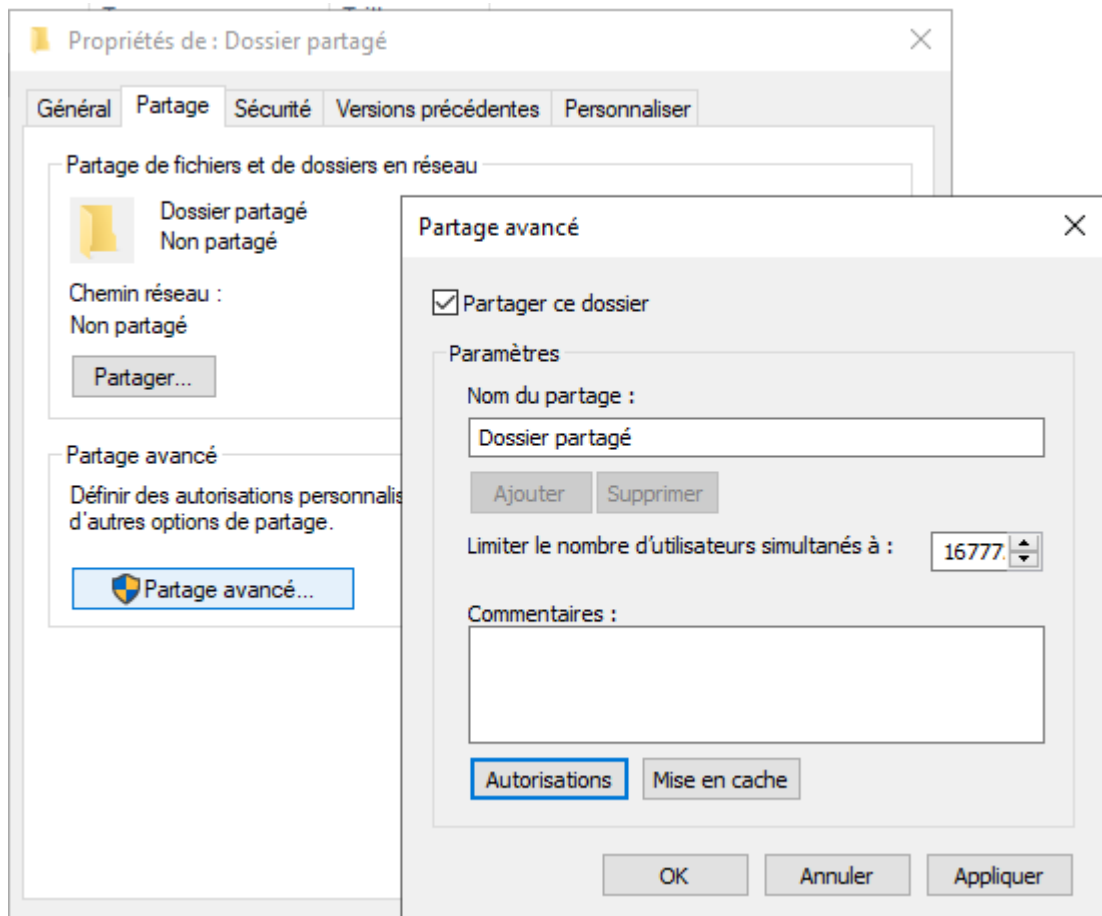 Propriétés de : Dossier partagé
Général Partage Sécurité Versions précédentes Personnaliser
Partage de fichiers et de dossiers en réseau
Dossier partagé
Non partagé
Chemin réseau :
Non partagé
Partager...
Partage avancé
Définir des autorisations
d'autres options de partage.
Partage avancé...
Partage avancé
Partager ce dossier
Paramètres
Nom du partage :
Dossier partagé
Ajouter Supprimer
Limiter le nombre d'utilisateurs simultanés à : 16777
Commentaires :
Autorisations Mise en cache
OK Annuler Appliquer